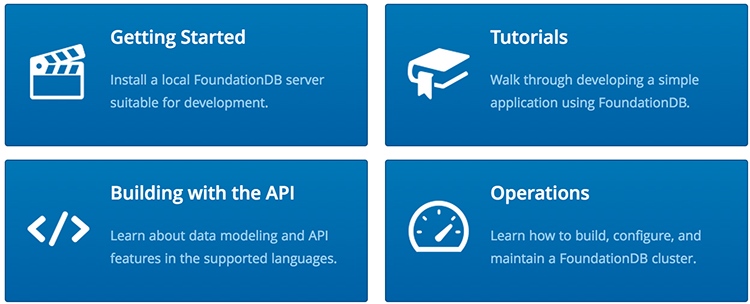 Getting Started
Install a local FoundationDB server
suitable for development.
Tutorials
Walk through developing a simple
application using FoundationDB.
Building with the API
Learn about data modeling and API
features in the supported languages.
Operations
Learn how to build, configure, and
maintain a FoundationDB cluster.